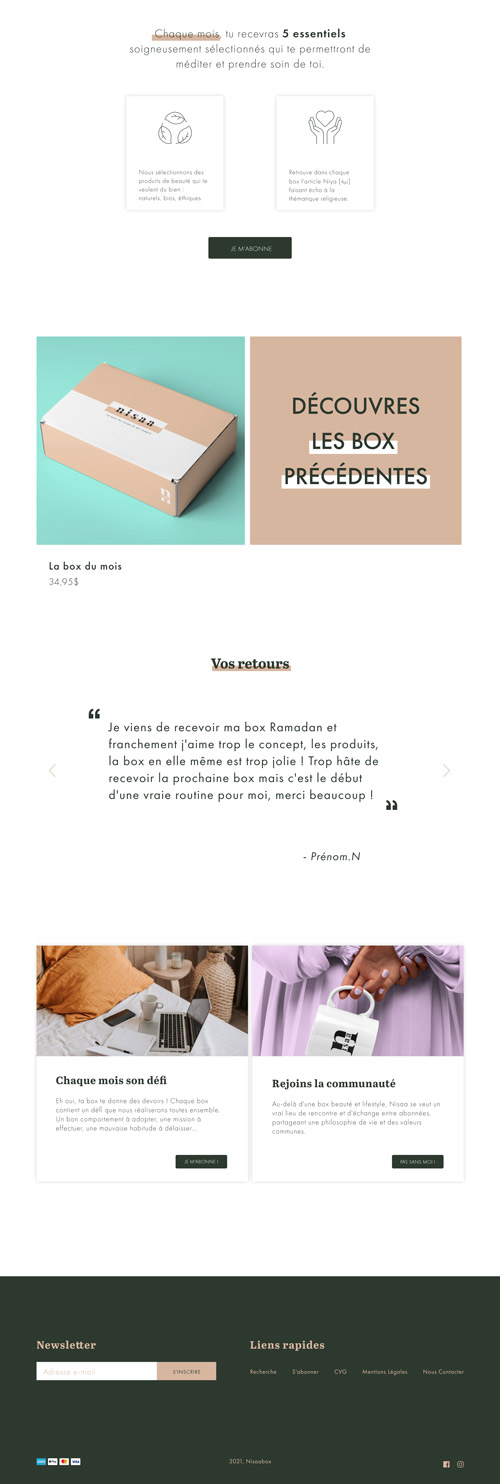 Chaque mois, tu recevras 5 essentiels
soigneusement sélectionnés qui te permettront de
méditer et prendre soin de toi.
Nous sélectionnons des
produits de beauté qui te
veulent du bien :
naturels, bios, éthiques.
Retrouve dans chaque
box l'article Niya [نية]
faisant écho à la
thématique religieuse.
JE M'ABONNE
nisaa
DÉCOUVRES
LES BOX
PRÉCÉDENTES
La box du mois
34,95$
Vos retours
“
Je viens de recevoir ma box Ramadan et
franchement j'aime trop le concept, les produits,
la box en elle même est trop jolie ! Trop hâte de
recevoir la prochaine box mais c'est le début
d'une vraie routine pour moi, merci beaucoup !
”
- Prénom.N
Chaque mois son défi
Eh oui, ta box te donne des devoirs ! Chaque box
contient un défi que nous réaliserons toutes ensemble.
Un bon comportement à adopter, une mission à
effectuer, une mauvaise habitude à délaisser...
JE M'ABONNE !
Rejoins la communauté
Au-delà d'une box beauté et lifestyle, Nisaa se veut un
vrai lieu de rencontre et d'échange entre abonnées,
partageant une philosophie de vie et des valeurs
communes.
PAS SANS MOI !
Newsletter
Adresse e-mail
S'INSCRIRE
Liens rapides
Recherche S'abonner CVG Mentions Légales Nous Contacter
2021, Nisaabox